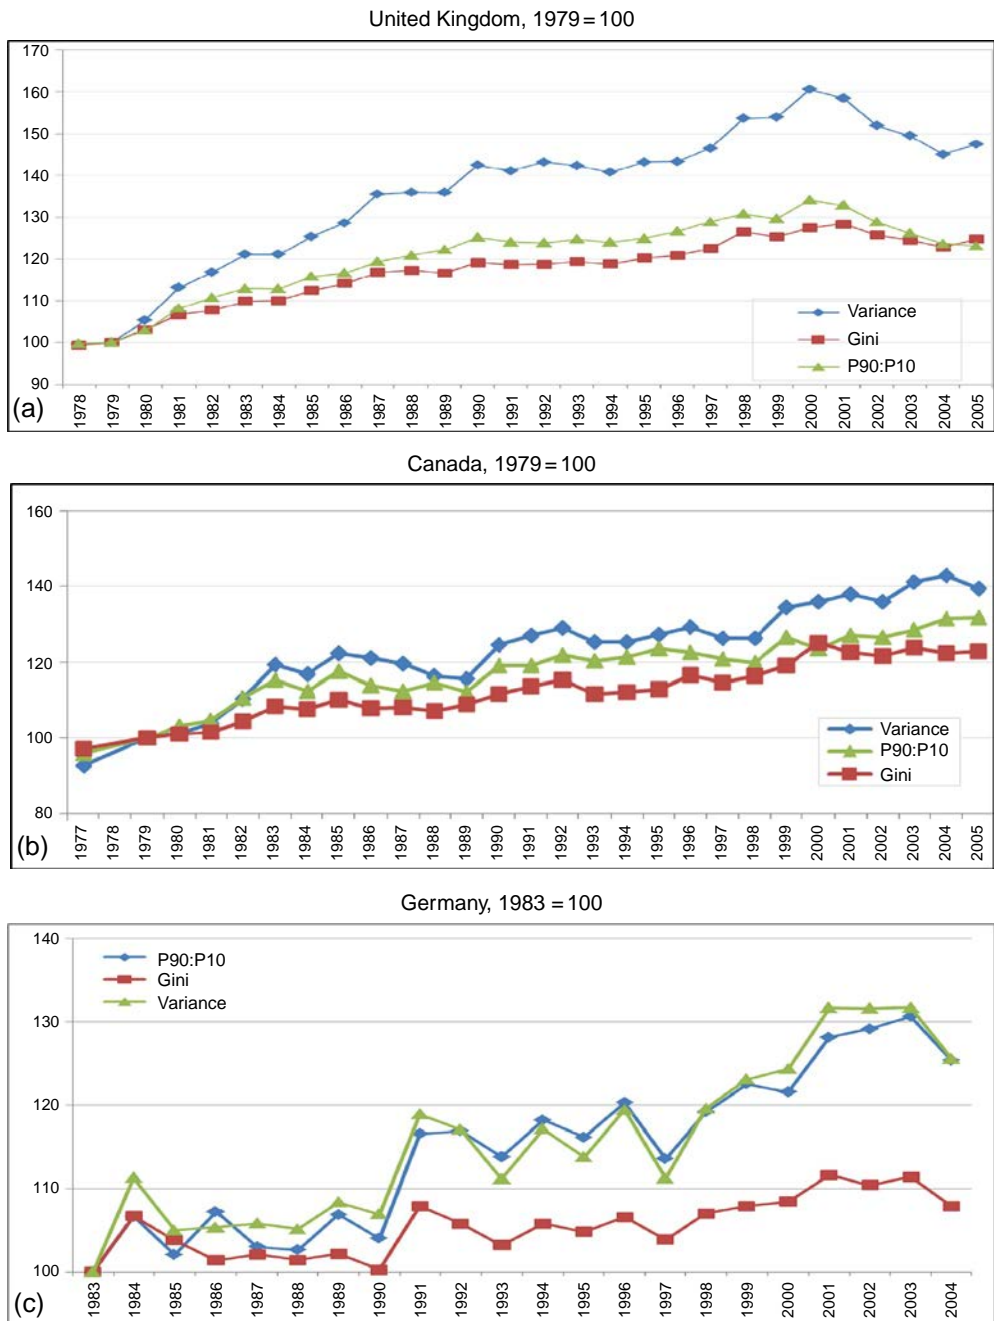 United Kingdom, 1979 = 100
170
160
150
140
130
120
110
100
90
Variance
Gini
P90:P10
(a)
1978 1979 1980 1981 1982 1983 1984 1985 1986 1987 1988 1989 1990 1991 1992 1993 1994 1995 1996 1997 1998 1999 2000 2001 2002 2003 2004 2005
Canada, 1979 = 100
160
140
120
100
80
Variance
P90:P10
Gini
(b)
1977 1978 1979 1980 1981 1982 1983 1984 1985 1986 1987 1988 1989 1990 1991 1992 1993 1994 1995 1996 1997 1998 1999 2000 2001 2002 2003 2004 2005
Germany, 1983 = 100
140
130
120
110
100
P90:P10
Gini
Variance
(c)
1983 1984 1985 1986 1987 1988 1989 1990 1991 1992 1993 1994 1995 1996 1997 1998 1999 2000 2001 2002 2003 2004